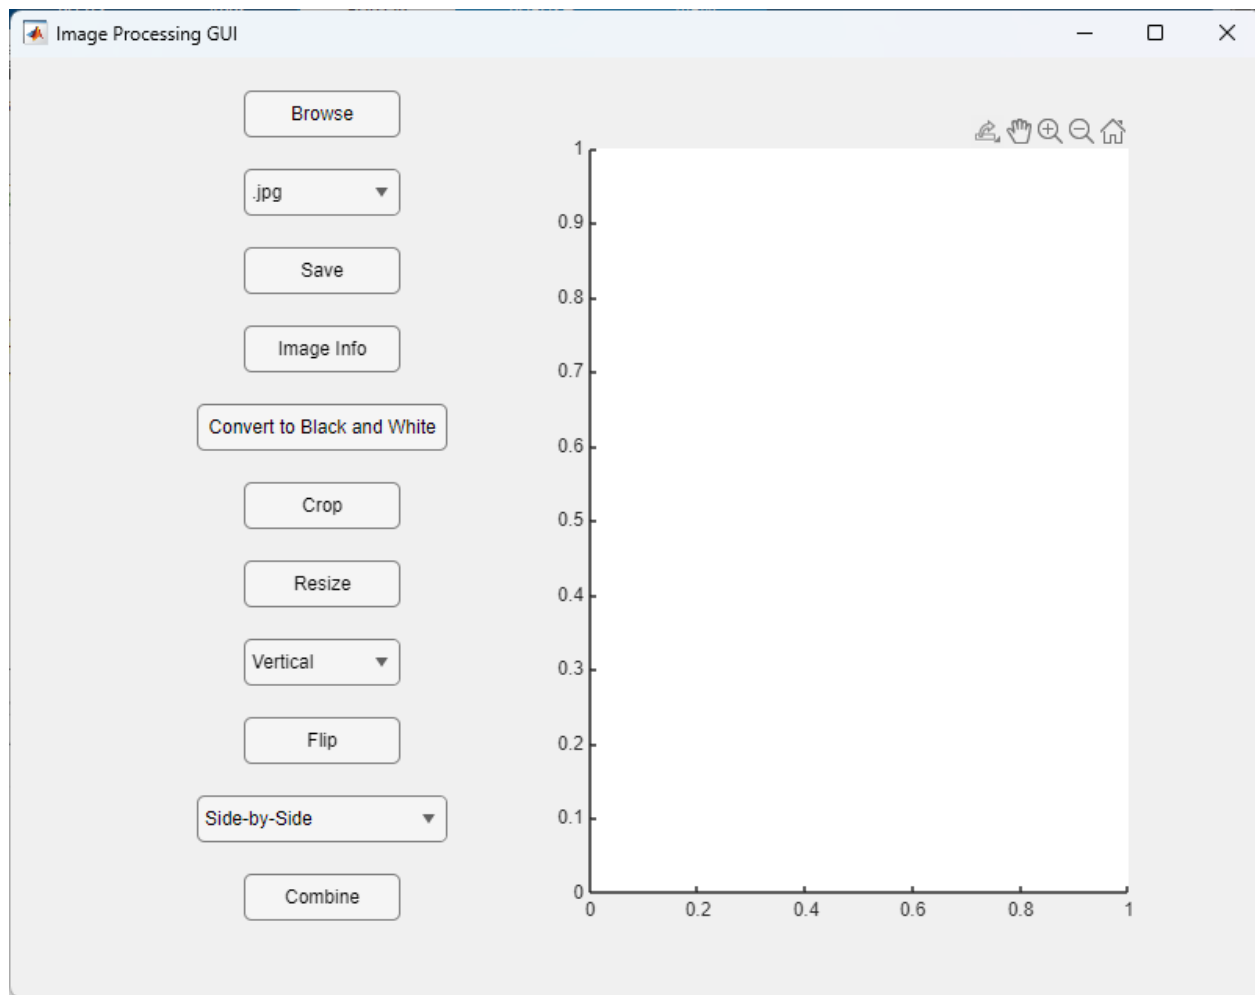 Image Processing GUI
Browse
.jpg
Save
Image Info
Convert to Black and White
Crop
Resize
Vertical
Flip
Side-by-Side
Combine
1
0.9
0.8
0.7
0.6
0.5
0.4
0.3
0.2
0.1
0
0 0.2 0.4 0.6 0.8 1